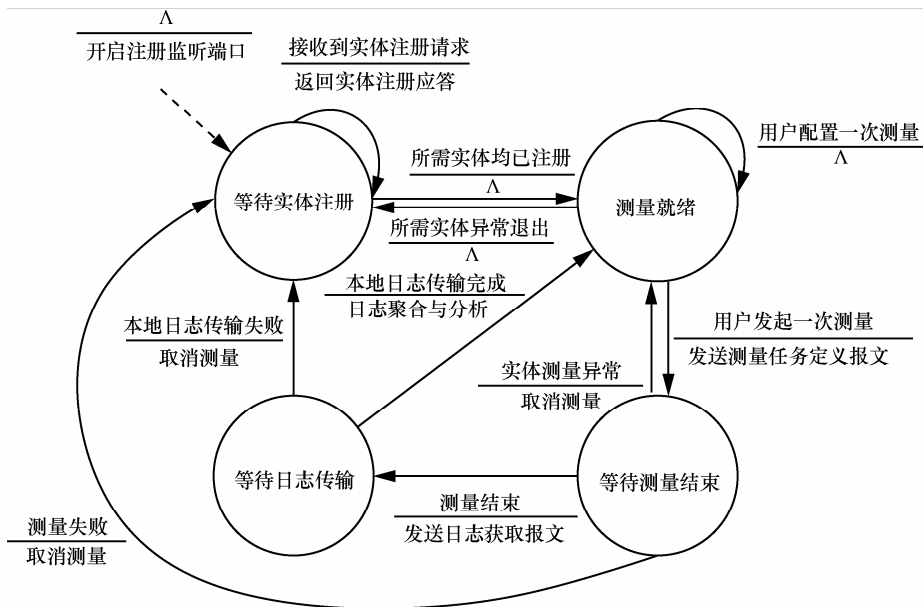 Λ
开启注册监听端口
接收到实体注册请求
返回实体注册应答
用户配置一次测量
Λ
所需实体均已注册
Λ
等待实体注册
测量就绪
所需实体异常退出
Λ
本地日志传输完成
日志聚合与分析
本地日志传输失败
取消测量
用户发起一次测量
发送测量任务定义报文
实体测量异常
取消测量
等待日志传输
等待测量结束
测量结束
发送日志获取报文
测量失败
取消测量